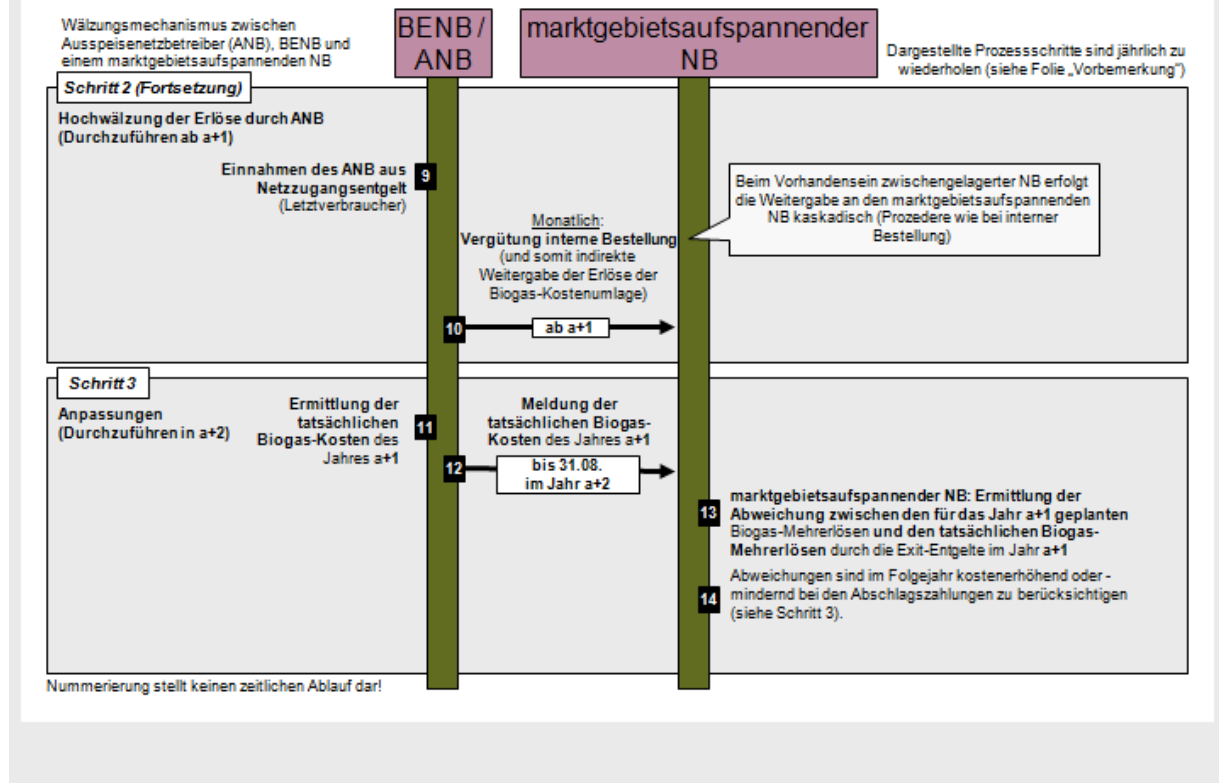 Wälzungsmechanismus zwischen
Ausspeisenetzbetreiber (ANB), BENB und
einem marktgebietsaufspannenden NB
BENB /
ANB
marktgebietsaufspannender
NB
Dargestellte Prozessschritte sind jährlich zu
wiederholen (siehe Folie „Vorbemerkung“)
Schritt 2 (Fortsetzung)
Hochwälzung der Erlöse durch ANB
(Durchzuführen ab a+1)
Einnahmen des ANB aus
Netzzugangsentgelt
(Letztverbraucher)
9
Beim Vorhandensein zwischengelagerter NB erfolgt
die Weitergabe an den marktgebietsaufspannenden
NB kaskadisch (Prozedere wie bei interner
Bestellung)
Monatlich:
Vergütung interne Bestellung
(und somit indirekte
Weitergabe der Erlöse der
Biogas-Kostenumlage)
10
ab a+1
Schritt 3
Anpassungen
(Durchzuführen in a+2)
Ermittlung der
tatsächlichen
Biogas-Kosten des
Jahres a+1
11
Meldung der
tatsächlichen Biogas-
Kosten des Jahres a+1
12
bis 31.08.
im Jahr a+2
13
marktgebietsaufspannender NB: Ermittlung der
Abweichung zwischen den für das Jahr a+1 geplanten
Biogas-Mehrerlösen und den tatsächlichen Biogas-
Mehrerlösen durch die Exit-Entgelte im Jahr a+1
14
Abweichungen sind im Folgejahr kostenerhöhend oder -
mindernd bei den Abschlagszahlungen zu berücksichtigen
(siehe Schritt 3).
Nummerierung stellt keinen zeitlichen Ablauf dar!